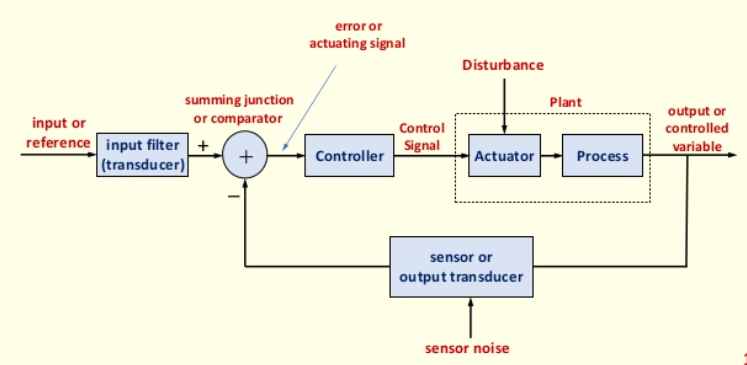 error or
actuating signal
Disturbance
summing junction
or comparator
Plant
output or
controlled
variable
input or
reference
input filter
(transducer)
+
+
Controller
Control
Signal
Actuator
Process
−
sensor or
output transducer
sensor noise